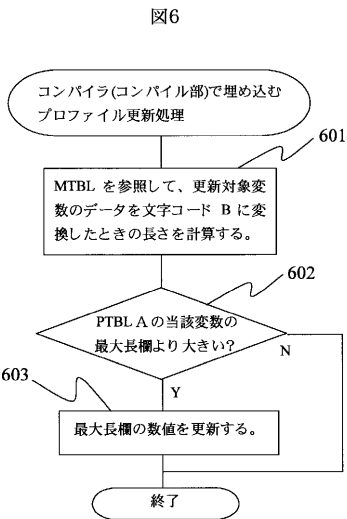 図6
コンパイラ(コンパイル部)で埋め込む
プロファイル更新処理
601
MTBL を参照して、更新対象変
数のデータを文字コード B に変
換したときの長さを計算する。
602
PTBL A の当該変数の
最大長欄より大きい?
N
Y
603
最大長欄の数値を更新する。
終了